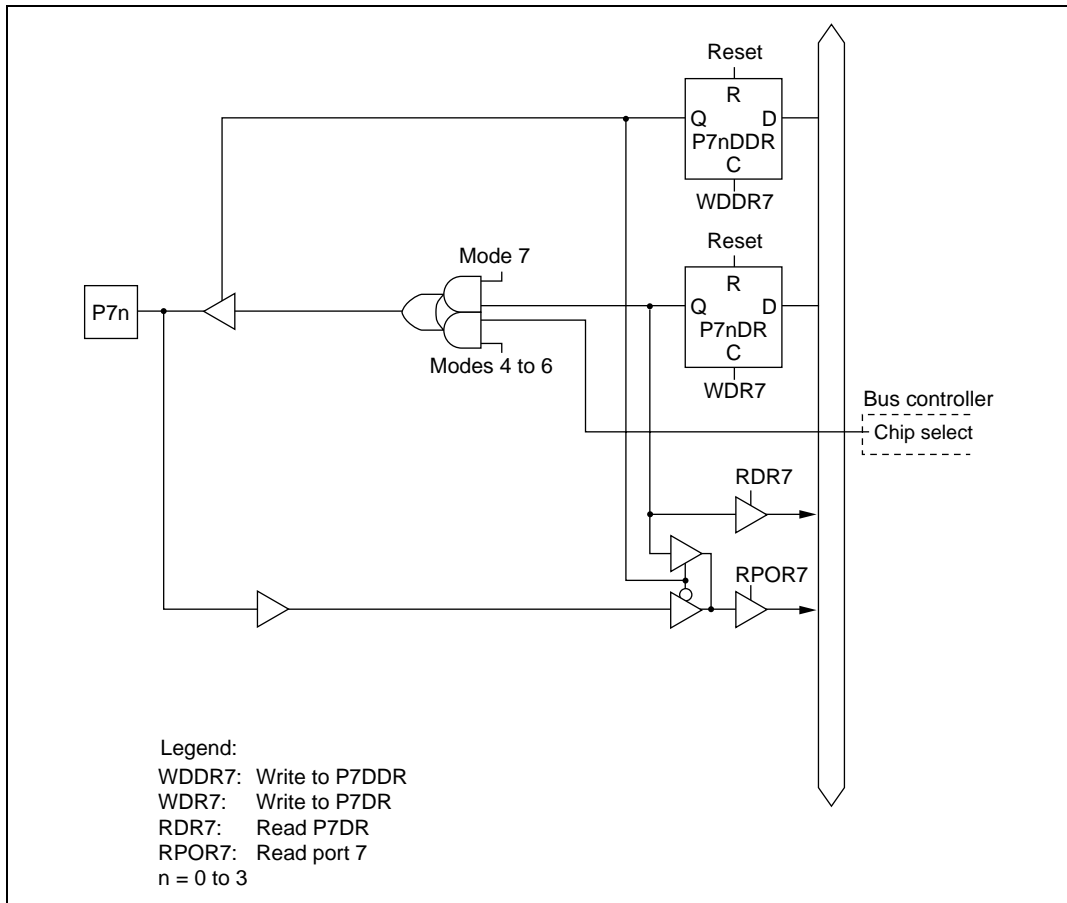 Reset
R
Q D
P7nDDR
C
WDDR7
Reset
Mode 7
R
P7n
Q D
P7nDR
C
Modes 4 to 6
WDR7
Bus controller
Chip select
RDR7
RPOR7
Legend:
WDDR7: Write to P7DDR
WDR7: Write to P7DR
RDR7: Read P7DR
RPOR7: Read port 7
n = 0 to 3